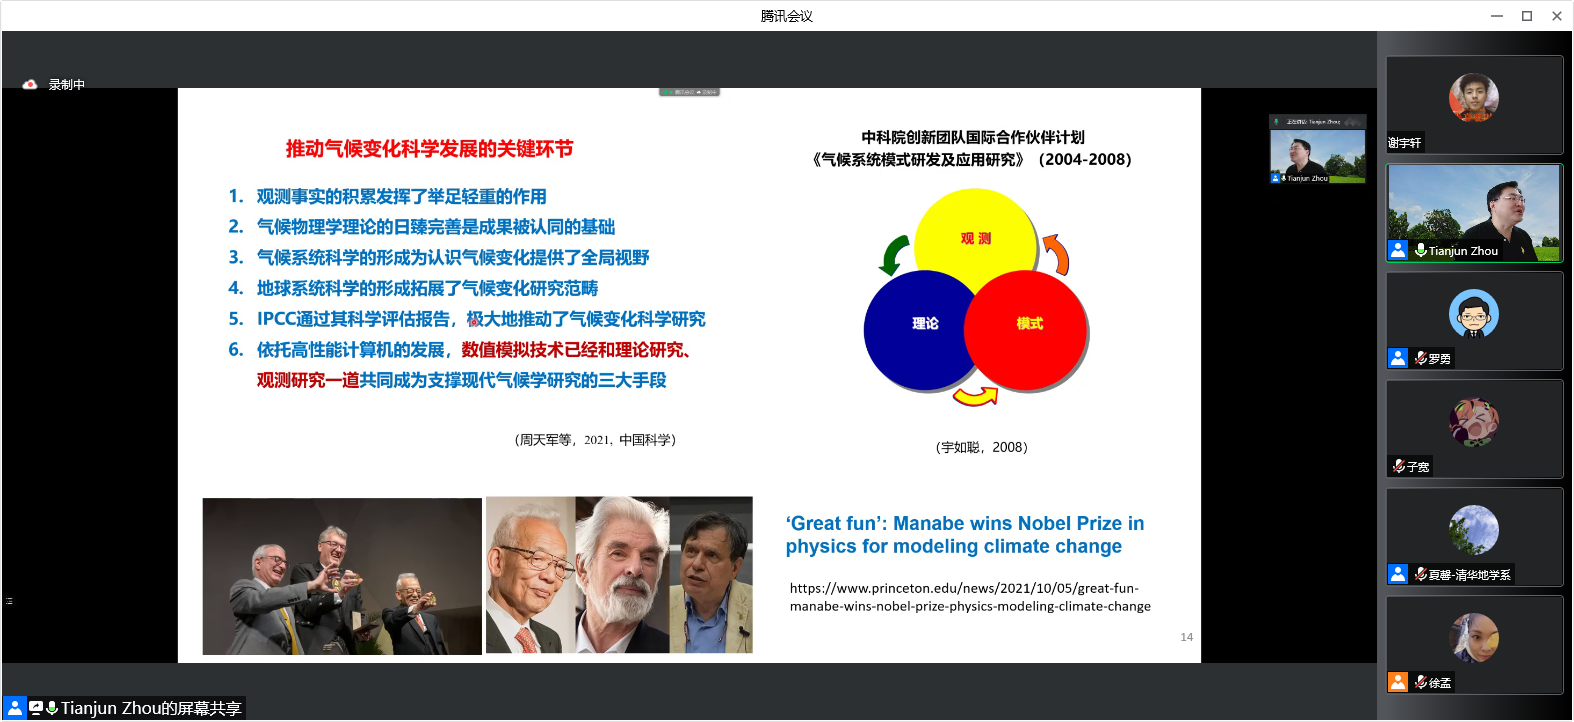 腾讯会议
录制中
推动气候变化科学发展的关键环节
1. 观测事实的积累发挥了举足轻重的作用
2. 气候物理学理论的日臻完善是成果被认同的基础
3. 气候系统科学的形成为认识气候变化提供了全局视野
4. 地球系统科学的形成拓展了气候变化研究范畴
5. IPCC通过其科学评估报告，极大地推动了气候变化科学研究
6. 依托高性能计算机的发展，数值模拟技术已经和理论研究、
观测研究一道共同成为支撑现代气候学研究的三大手段
（周天军等，2021, 中国科学）
中科院创新团队国际合作伙伴计划
《气候系统模式研发及应用研究》（2004-2008）
观 测
理论
模式
（宇如聪，2008）
‘Great fun’: Manabe wins Nobel Prize in
physics for modeling climate change
https://www.princeton.edu/news/2021/10/05/great-fun-
manabe-wins-nobel-prize-physics-modeling-climate-change
14
正在讲话: Tianjun Zhou;
Tianjun Zhou
谢宇轩
Tianjun Zhou
罗勇
子宽
夏馨-清华地学系
徐孟
Tianjun Zhou的屏幕共享